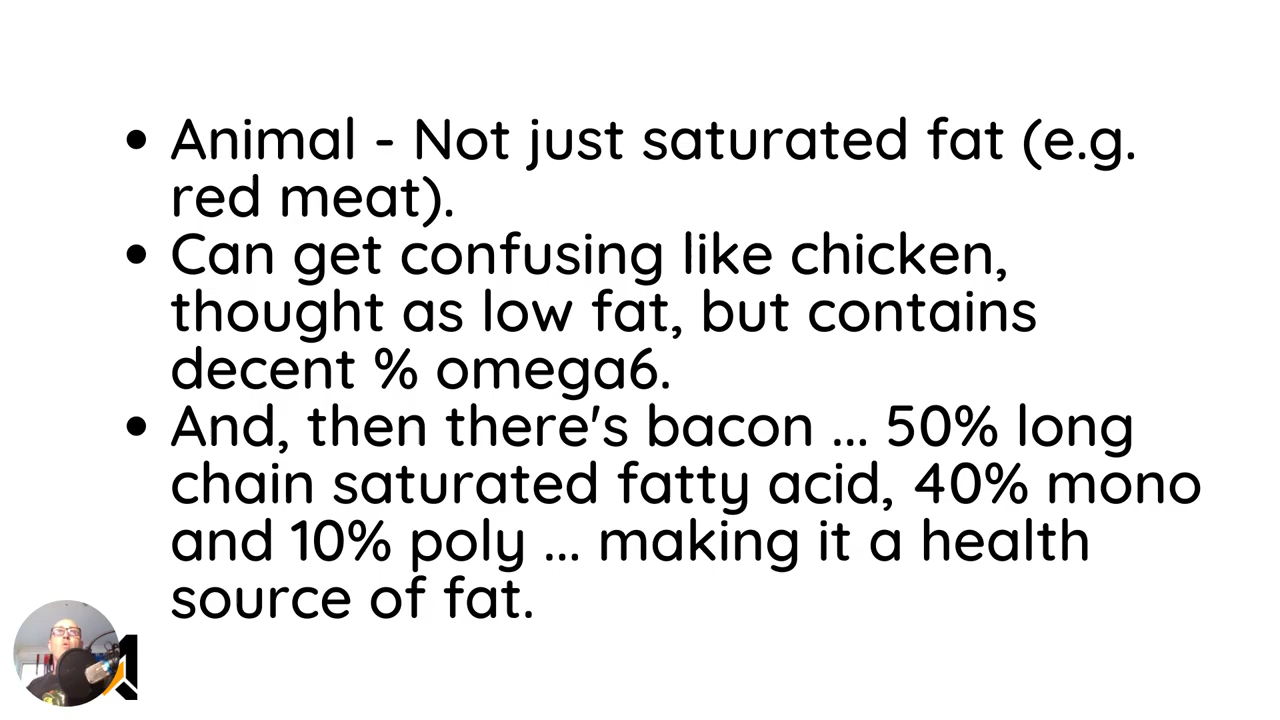 • Animal - Not just saturated fat (e.g.
red meat).
• Can get confusing like chicken,
thought as low fat, but contains
decent % omega6.
• And, then there's bacon ... 50% long
chain saturated fatty acid, 40% mono
and 10% poly ... making it a health
source of fat.